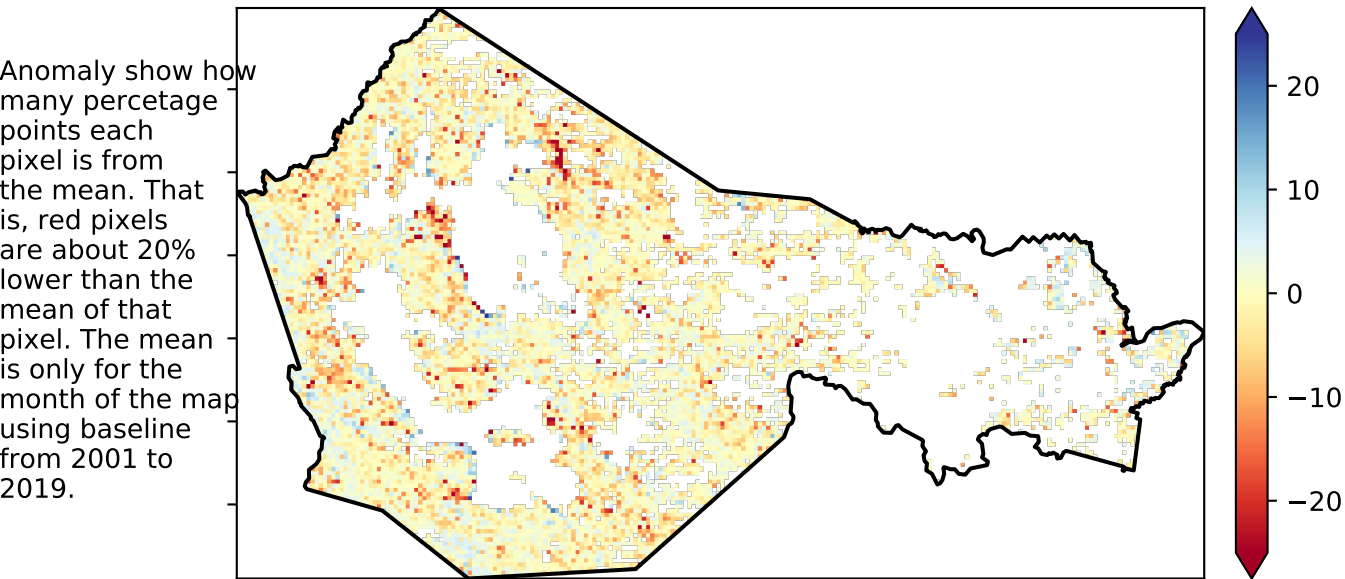 Anomaly show how
many percetage
points each
pixel is from
the mean. That
is, red pixels
are about 20%
lower than the
mean of that
pixel. The mean
is only for the
month of the map
using baseline
from 2001 to
2019.
20
10
0
−10
−20